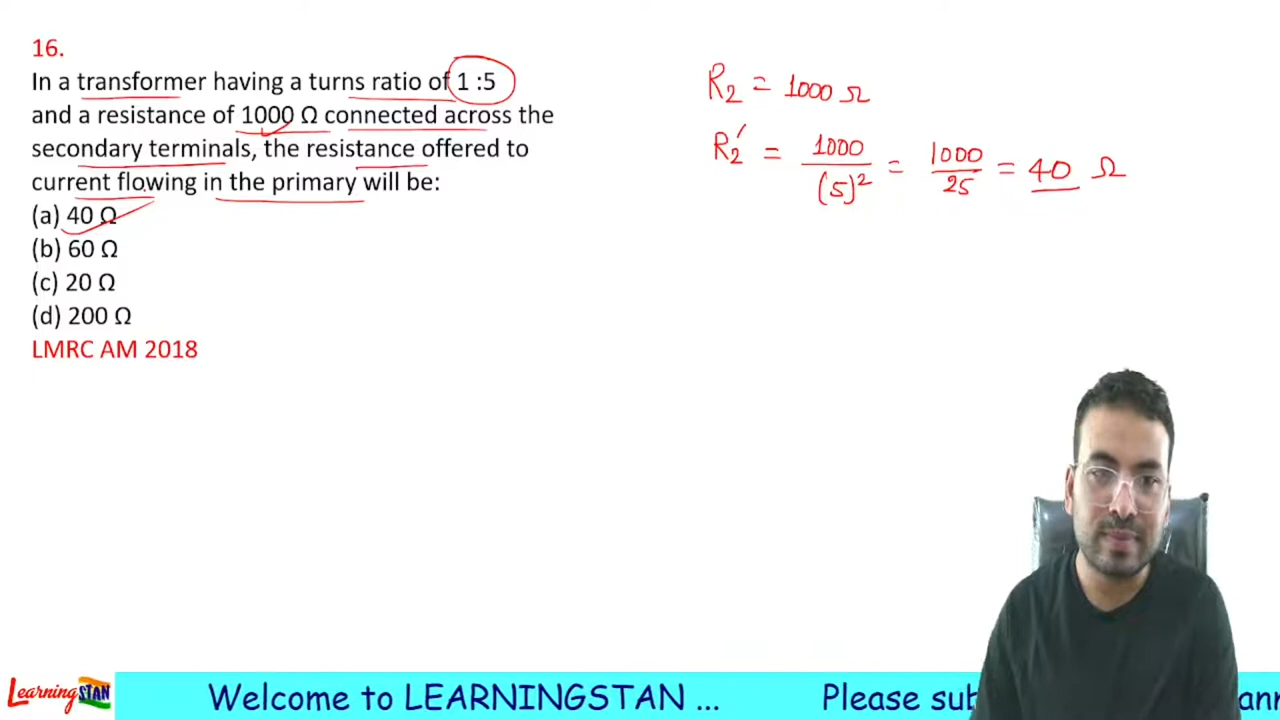 16.
In a transformer having a turns ratio of 1 :5
and a resistance of 1000 Ω connected across the
secondary terminals, the resistance offered to
current flowing in the primary will be:
(a) 40 Ω
(b) 60 Ω
(c) 20 Ω
(d) 200 Ω
LMRC AM 2018
R₂ = 1000 Ω
R₂′ = 1000/(5)² = 1000/25 = 40 Ω
Learning STAN
Welcome to LEARNINGSTAN ... Please sub